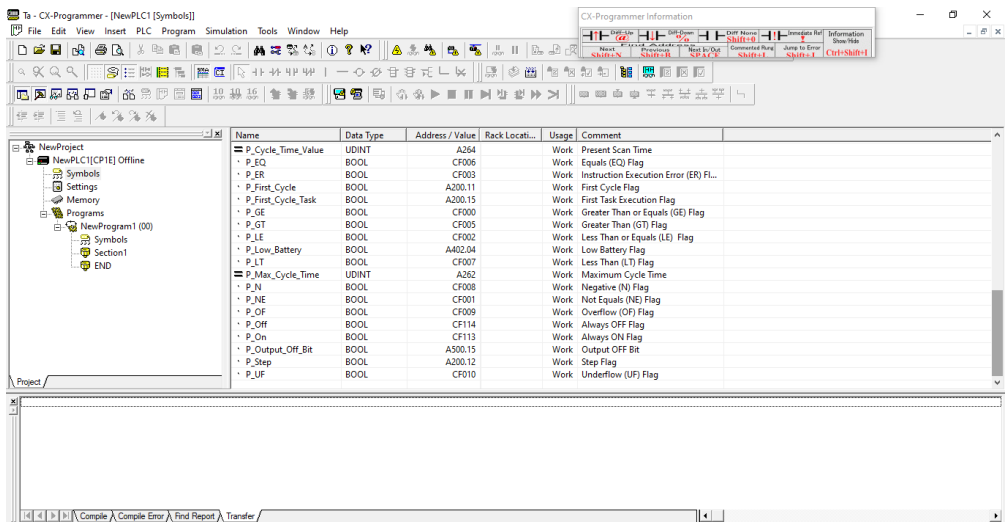 Ta - CX-Programmer - [NewPLC1 [Symbols]]
File Edit View Insert PLC Program Simulation Tools Window Help
CX-Programmer Information
Diff-Up
@
Diff-Down
%
Diff None
Shift+0
Immediate Ref
!
Information
Show/Hide
Ctrl+Shift+I
Find Address
Next
Shift+N
Previous
Shift+B
Next In/Out
SPACE
Commented Rung
Shift+L
Jump to Error
Shift+J
10 16
NewProject
NewPLC1[CP1E] Offline
Symbols
Settings
Memory
Programs
NewProgram1 (00)
Symbols
Section1
END
Project
Name Data Type Address / Value Rack Locati... Usage Comment
P_Cycle_Time_Value UDINT A264 Work Present Scan Time
P_EQ BOOL CF006 Work Equals (EQ) Flag
P_ER BOOL CF003 Work Instruction Execution Error (ER) Fl...
P_First_Cycle BOOL A200.11 Work First Cycle Flag
P_First_Cycle_Task BOOL A200.15 Work First Task Execution Flag
P_GE BOOL CF000 Work Greater Than or Equals (GE) Flag
P_GT BOOL CF005 Work Greater Than (GT) Flag
P_LE BOOL CF002 Work Less Than or Equals (LE) Flag
P_Low_Battery BOOL A402.04 Work Low Battery Flag
P_LT BOOL CF007 Work Less Than (LT) Flag
P_Max_Cycle_Time UDINT A262 Work Maximum Cycle Time
P_N BOOL CF008 Work Negative (N) Flag
P_NE BOOL CF001 Work Not Equals (NE) Flag
P_OF BOOL CF009 Work Overflow (OF) Flag
P_Off BOOL CF114 Work Always OFF Flag
P_On BOOL CF113 Work Always ON Flag
P_Output_Off_Bit BOOL A500.15 Work Output OFF Bit
P_Step BOOL A200.12 Work Step Flag
P_UF BOOL CF010 Work Underflow (UF) Flag
Compile Compile Error Find Report Transfer